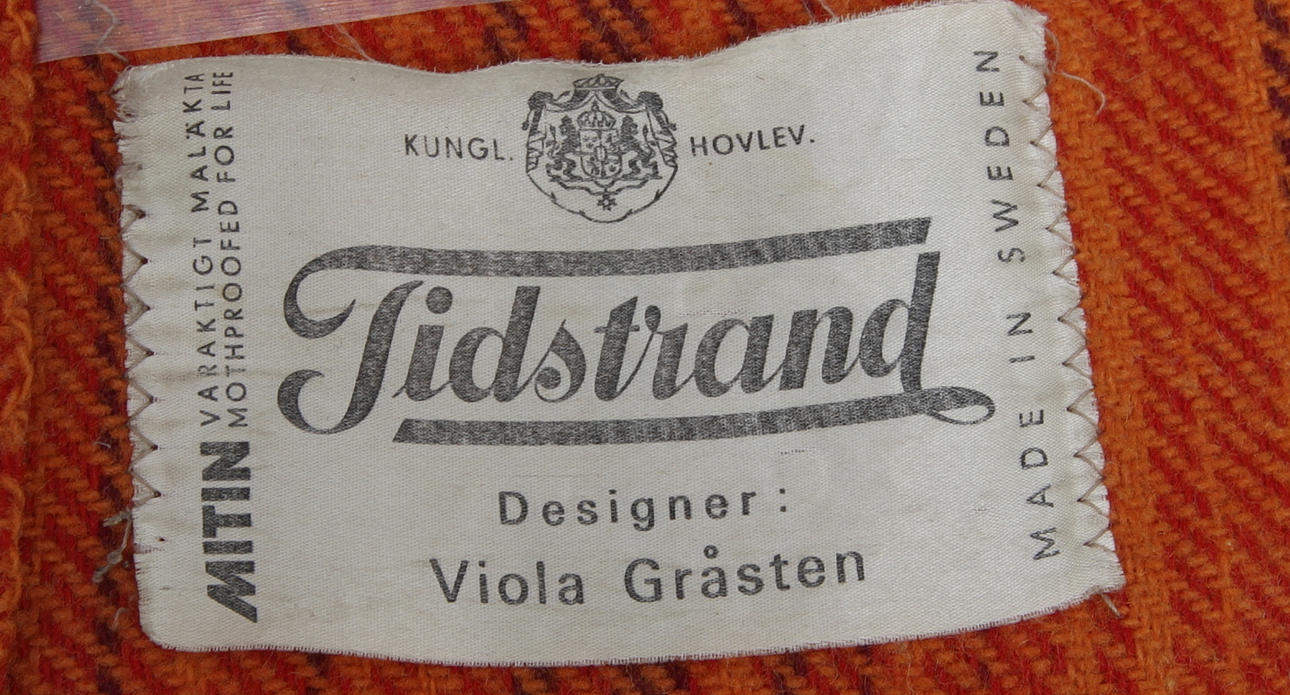 KUNGL. HOVLEV.
Tidstrand
Designer:
Viola Gråsten
MITIN VARAKTIGT MALÄKTA
MOTHPROOFED FOR LIFE
MADE IN SWEDEN